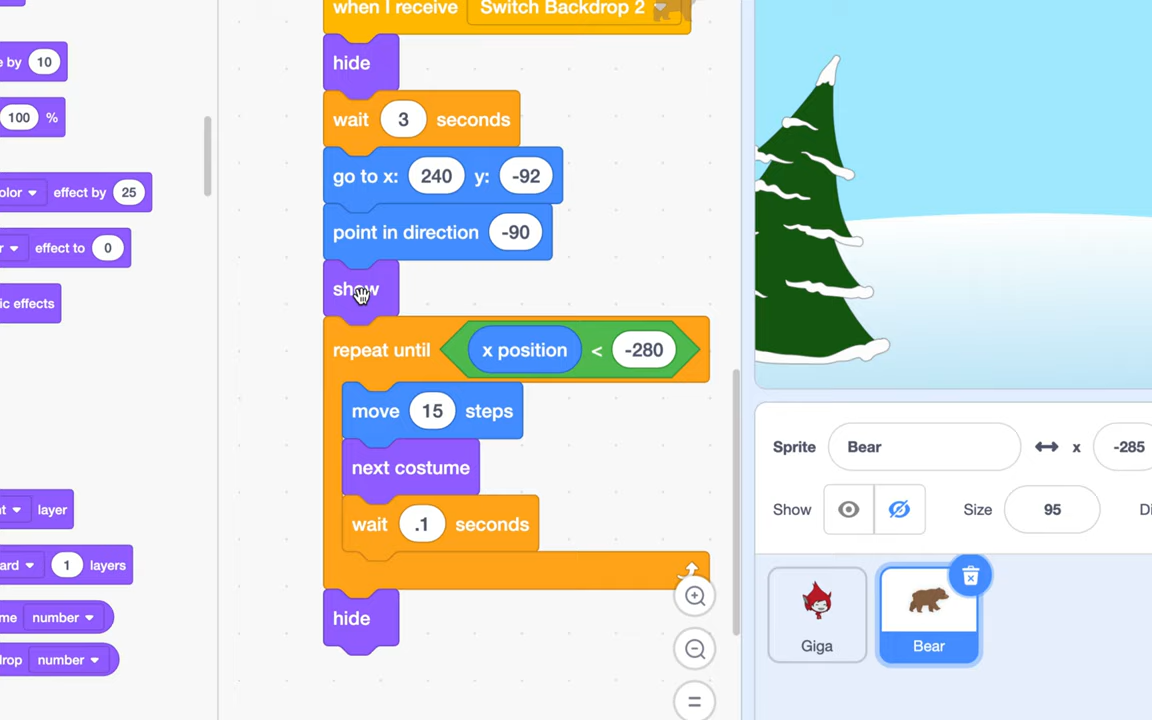 when I receive Switch Backdrop 2
hide
e by 10
100 %
wait 3 seconds
go to x: 240 y: -92
effect by 25
point in direction -90
effect to 0
show
ic effects
repeat until x position < -280
move 15 steps
next costume
wait .1 seconds
hide
layer
1 layers
number
number
Sprite Bear x -285
Show Size 95
Giga Bear